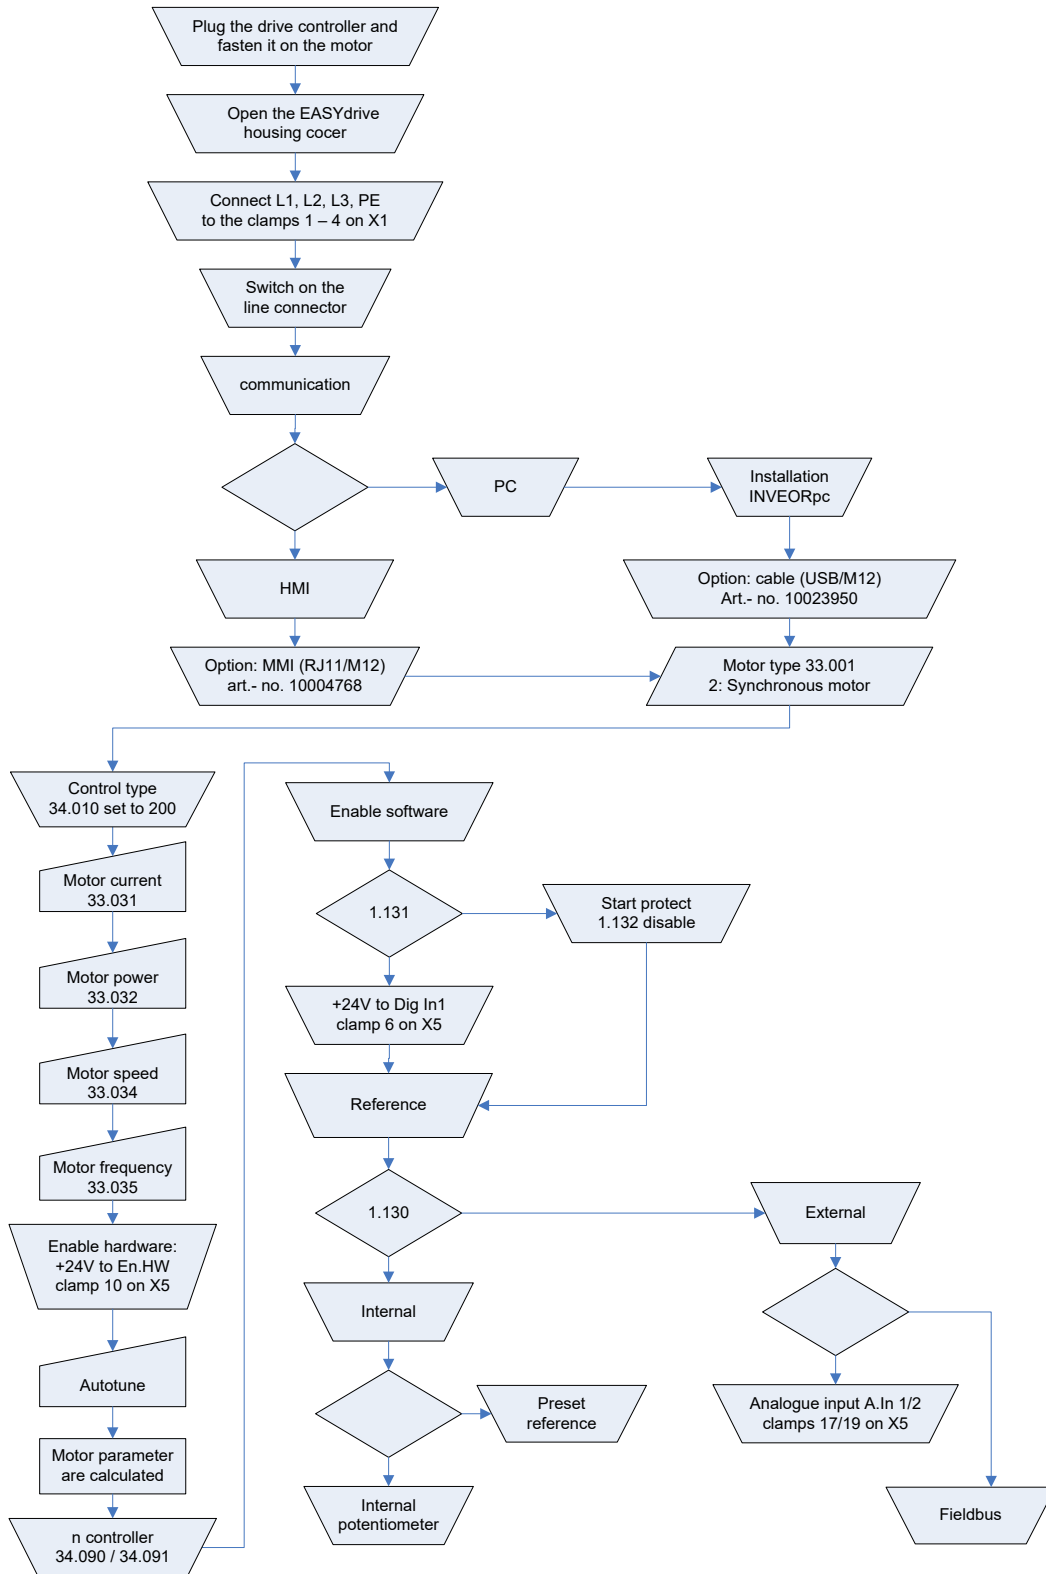 Plug the drive controller and
fasten it on the motor
Open the EASYdrive
housing cocer
Connect L1, L2, L3, PE
to the clamps 1 – 4 on X1
Switch on the
line connector
communication
PC
Installation
INVEORpc
HMI
Option: cable (USB/M12)
Art.- no. 10023950
Option: MMI (RJ11/M12)
art.- no. 10004768
Motor type 33.001
2: Synchronous motor
Control type
34.010 set to 200
Motor current
33.031
Motor power
33.032
Motor speed
33.034
Motor frequency
33.035
Enable hardware:
+24V to En.HW
clamp 10 on X5
Autotune
Motor parameter
are calculated
n controller
34.090 / 34.091
Enable software
1.131
Start protect
1.132 disable
+24V to Dig In1
clamp 6 on X5
Reference
1.130
External
Internal
Preset
reference
Internal
potentiometer
Analogue input A.In 1/2
clamps 17/19 on X5
Fieldbus